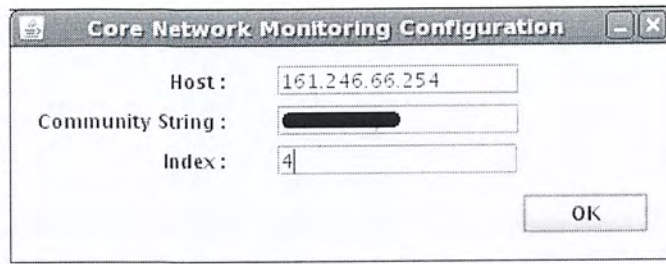 Core Network Monitoring Configuration
Host : 161.246.66.254
Community String :
Index : 4
OK